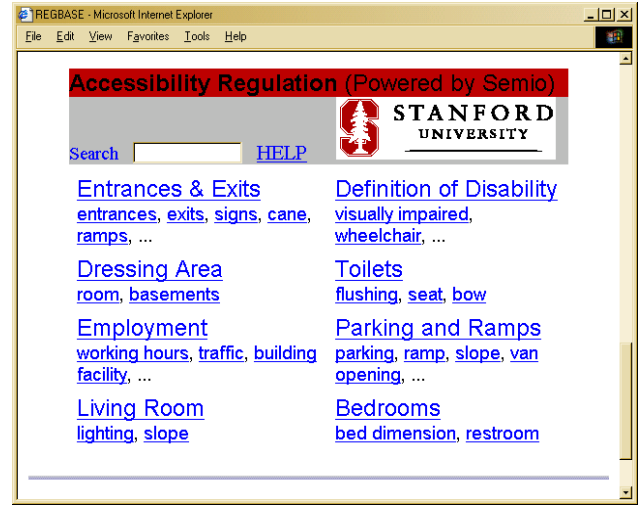 REGBASE - Microsoft Internet Explorer
File Edit View Favorites Tools Help
Accessibility Regulation (Powered by Semio)
STANFORD
UNIVERSITY
Search HELP
Entrances & Exits
entrances, exits, signs, cane,
ramps, ...
Definition of Disability
visually impaired,
wheelchair, ...
Dressing Area
room, basements
Toilets
flushing, seat, bow
Employment
working hours, traffic, building
facility, ...
Parking and Ramps
parking, ramp, slope, van
opening, ...
Living Room
lighting, slope
Bedrooms
bed dimension, restroom